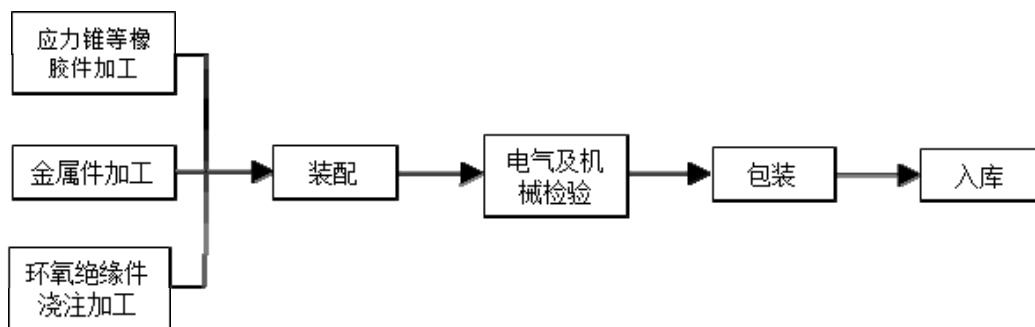 应力锥等橡
胶件加工
金属件加工
环氧绝缘件
浇注加工
装配
电气及机
械检验
包装
入库